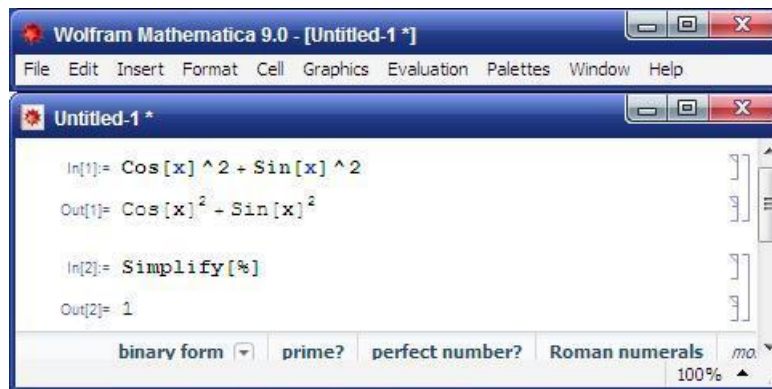 Wolfram Mathematica 9.0 - [Untitled-1 *]
File Edit Insert Format Cell Graphics Evaluation Palettes Window Help
Untitled-1 *
In[1]:= Cos[x]^2 + Sin[x]^2
Out[1]= Cos[x]² + Sin[x]²
In[2]:= Simplify[%]
Out[2]= 1
binary form prime? perfect number? Roman numerals
100%